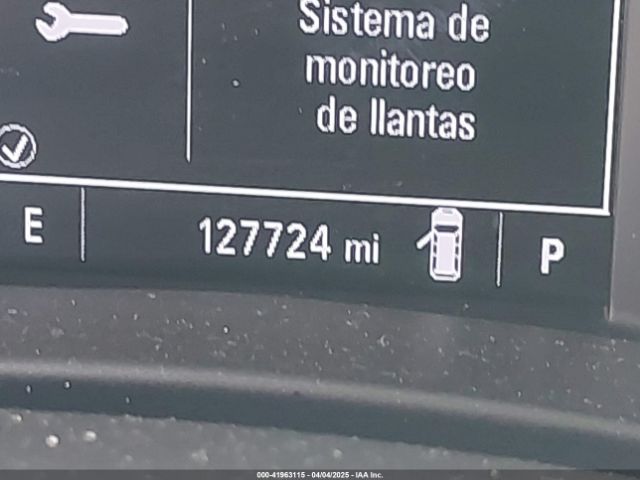 Sistema de
monitoreo
de llantas
E
127724 mi
P
000-41963115 - 04/04/2025 - IAA Inc.